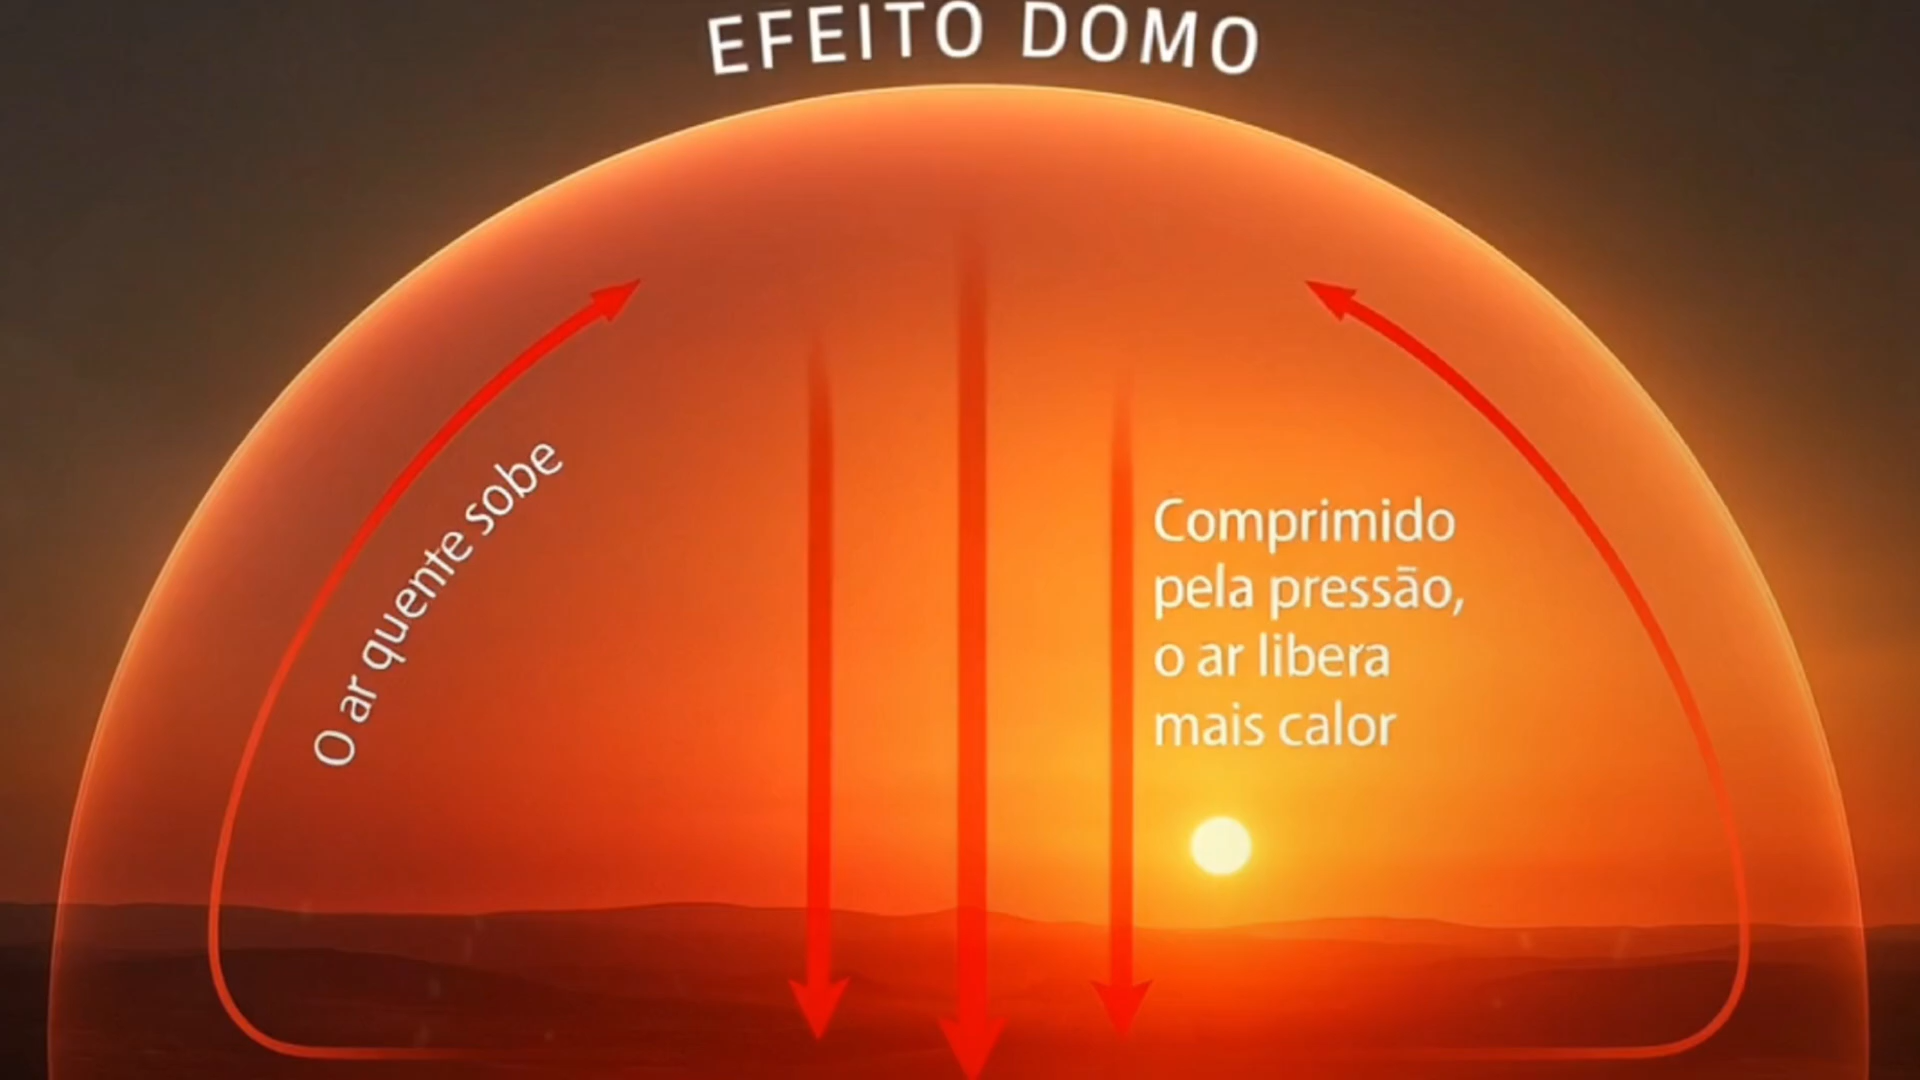 EFEITO DOMO
O ar quente sobe
Comprimido
pela pressão,
o ar libera
mais calor